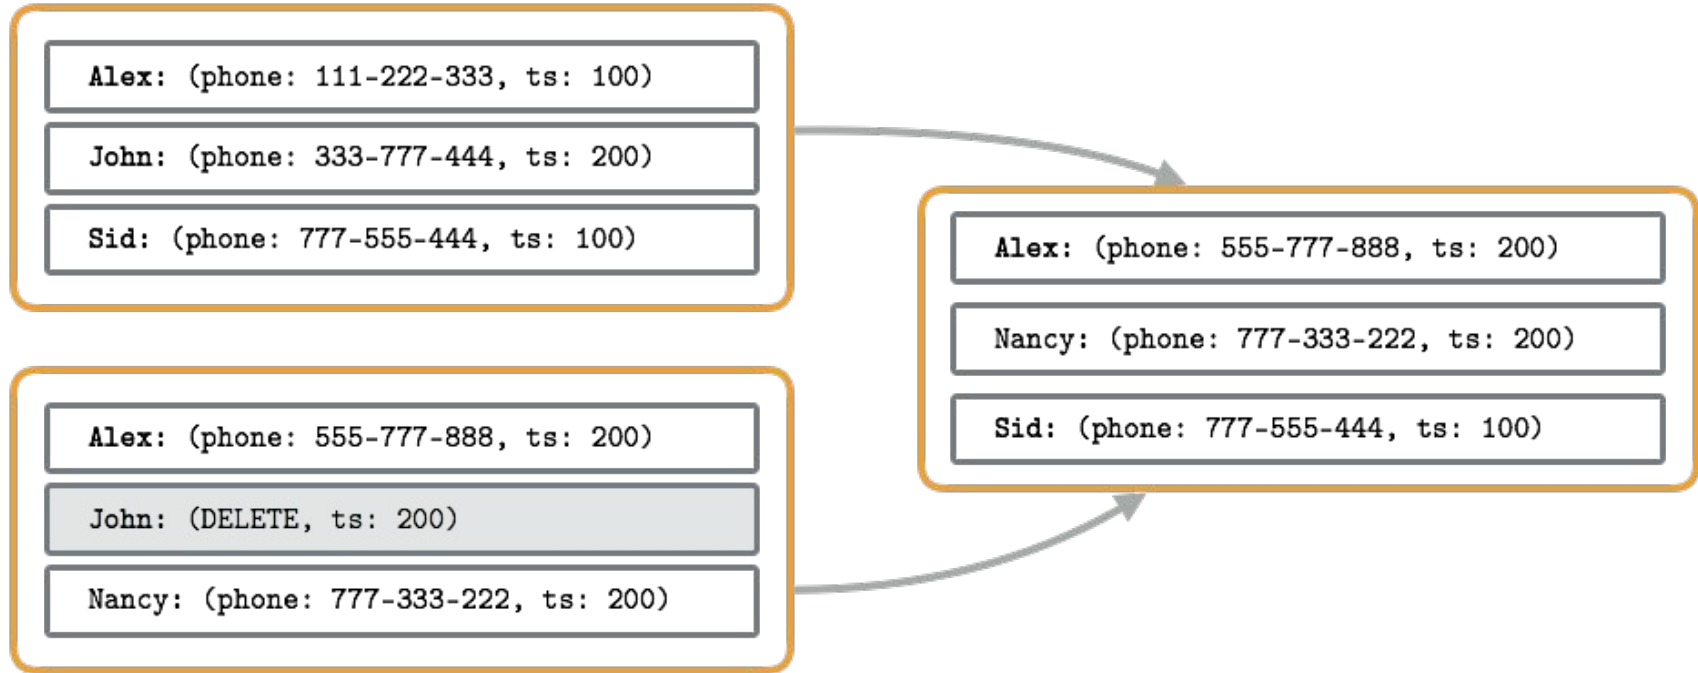 Alex: (phone: 111-222-333, ts: 100)
John: (phone: 333-777-444, ts: 200)
Sid: (phone: 777-555-444, ts: 100)
Alex: (phone: 555-777-888, ts: 200)
John: (DELETE, ts: 200)
Nancy: (phone: 777-333-222, ts: 200)
Alex: (phone: 555-777-888, ts: 200)
Nancy: (phone: 777-333-222, ts: 200)
Sid: (phone: 777-555-444, ts: 100)